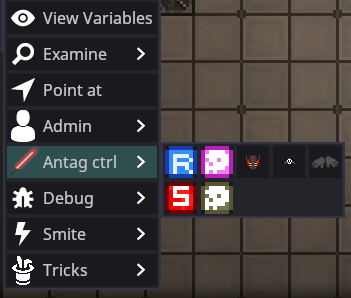 View Variables
Examine
Point at
Admin
Antag ctrl
R
S
Debug
Smite
Tricks